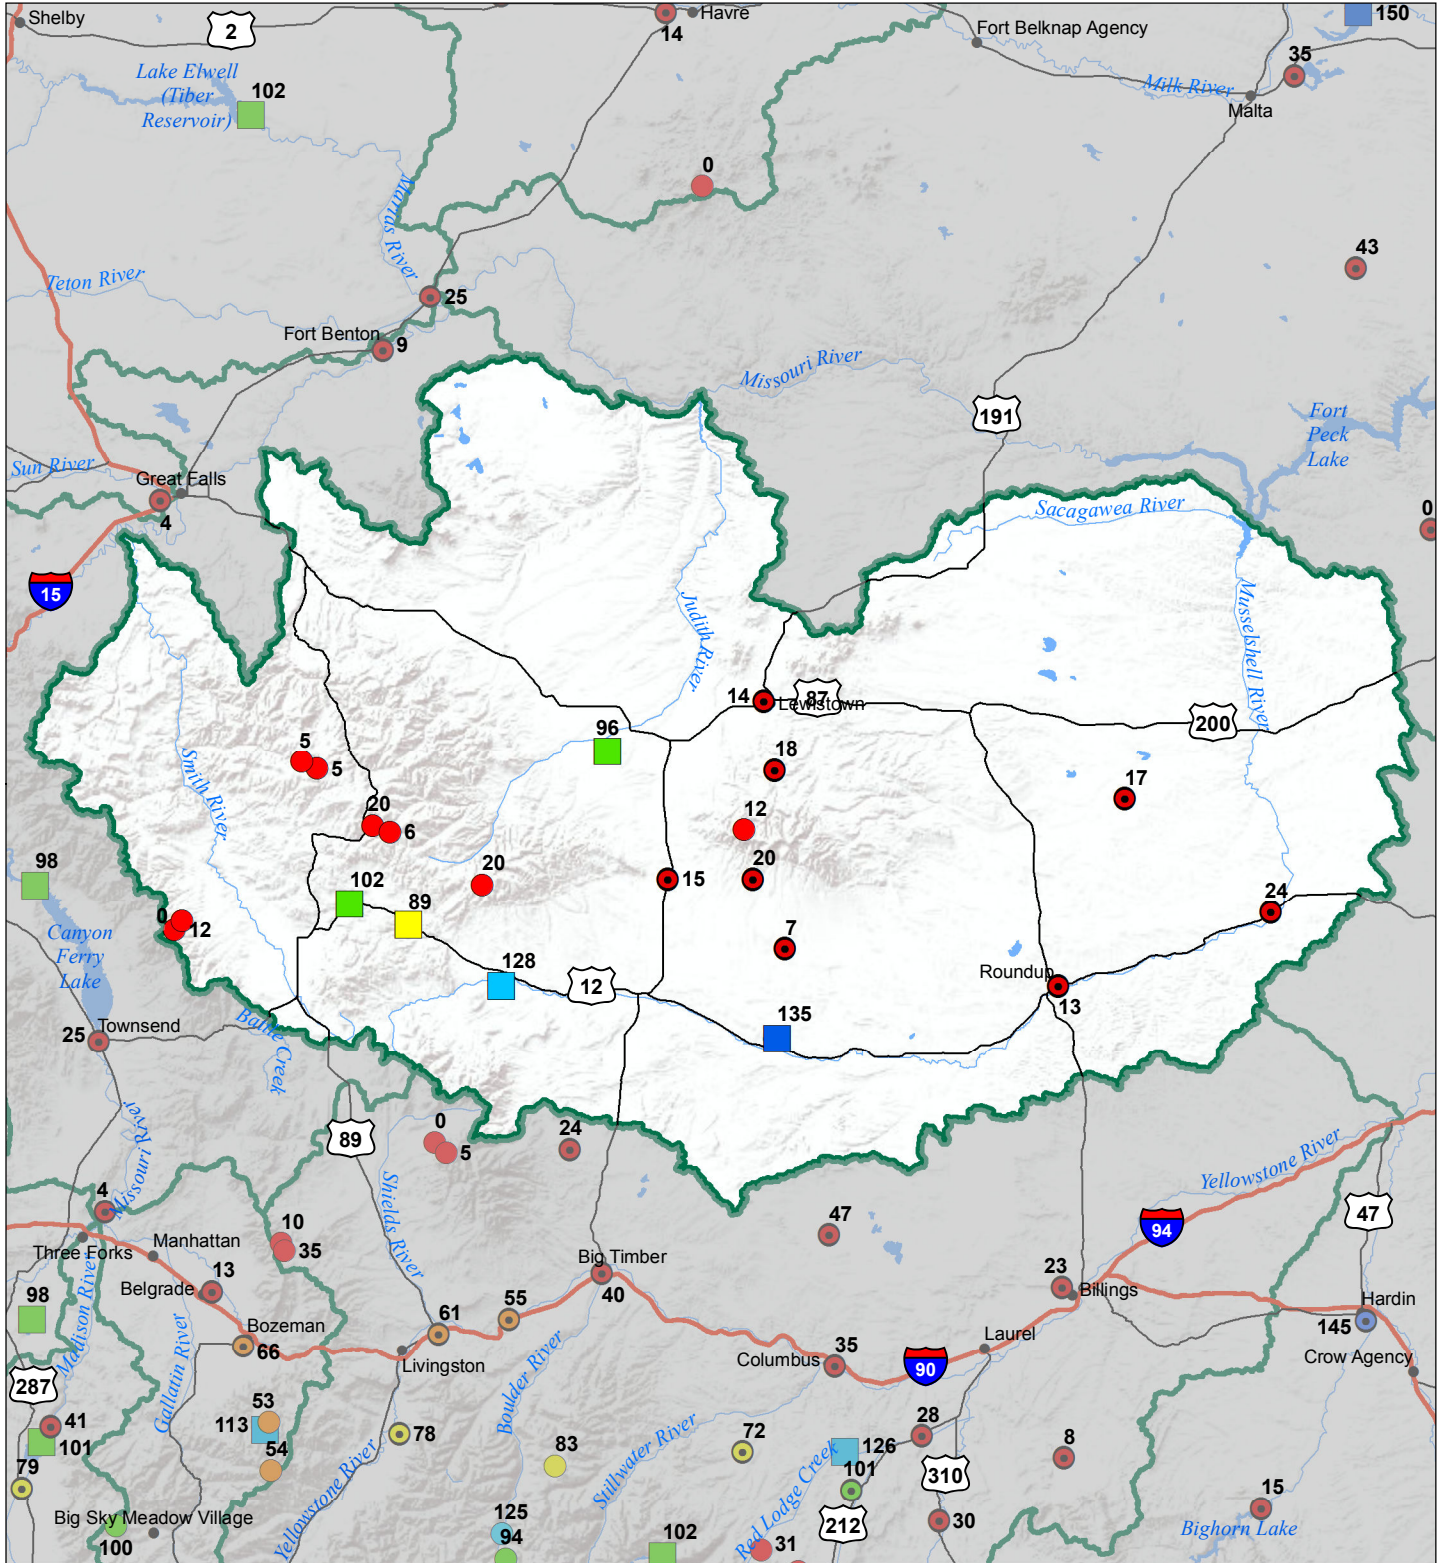 Shelby
2
Havre
14
Fort Belknap Agency
150
35
Lake Elwell
(Tiber
Reservoir)
102
Milk River
Malta
0
Marias River
43
Teton River
25
Fort Benton
9
Missouri River
191
Fort
Peck
Lake
Sun River
Great Falls
4
Sacagawea River
0
15
Judith River
Musselshell River
14
87
Lewistown
200
96
5
5
18
17
Smith River
20
6
12
98
20
20
15
102
89
24
0
12
7
Canyon
Ferry
Lake
128
12
Roundup
13
135
Battle Creek
25
Townsend
Missouri River
89
0
5
24
Shields River
Yellowstone River
4
10
35
47
94
47
Three Forks
Manhattan
Belgrade
13
Big Timber
40
23
Billings
98
Madison River
Gallatin River
Bozeman
66
61
55
Hardin
145
Livingston
Boulder River
Columbus
35
90
Laurel
Crow Agency
287
41
101
53
113
54
78
Yellowstone River
83
Stillwater River
72
126
101
28
310
8
79
Red Lodge Creek
212
30
15
Big Sky Meadow Village
100
125
94
102
31
Bighorn Lake